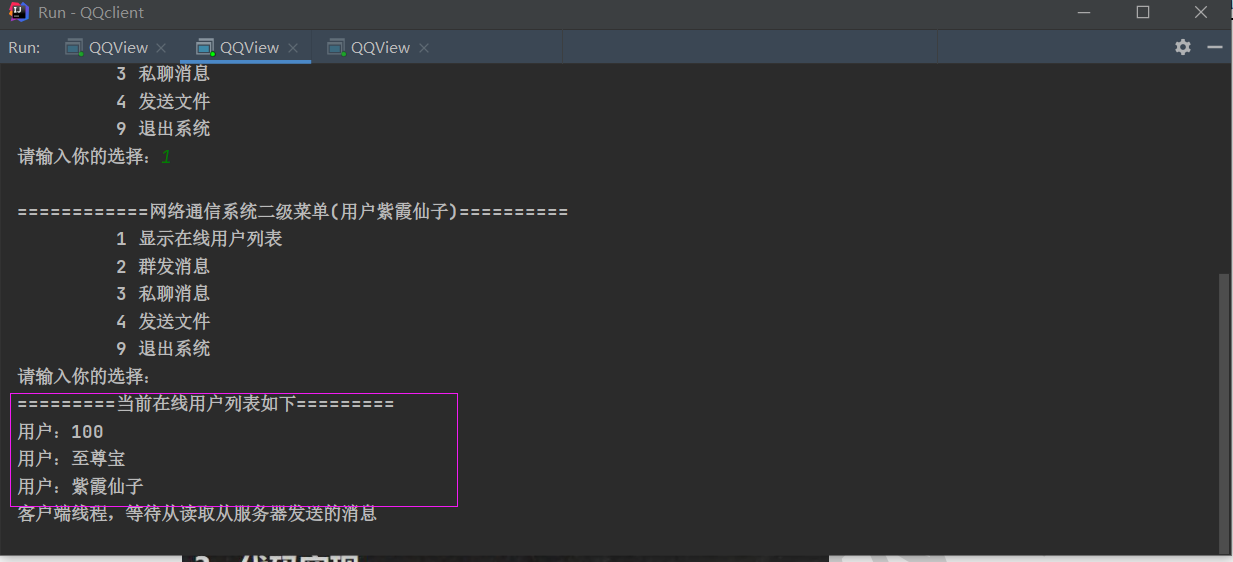 Run - QQclient
Run: QQView QQView QQView
3 私聊消息
4 发送文件
9 退出系统
请输入你的选择：1
============网络通信系统二级菜单(用户紫霞仙子)==========
1 显示在线用户列表
2 群发消息
3 私聊消息
4 发送文件
9 退出系统
请输入你的选择：
=========当前在线用户列表如下=========
用户：100
用户：至尊宝
用户：紫霞仙子
客户端线程，等待从读取从服务器发送的消息